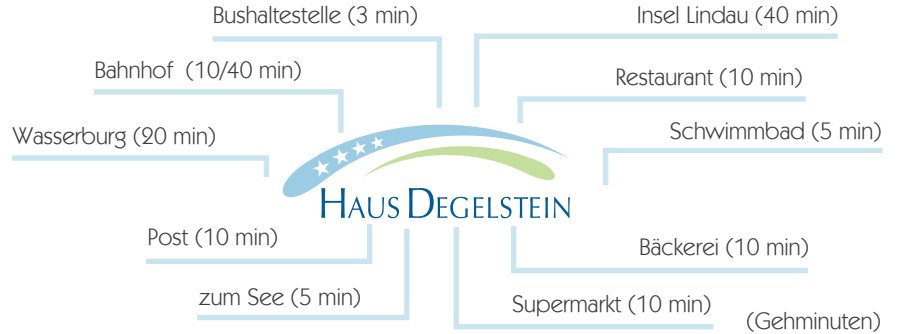 Bushaltestelle (3 min)
Insel Lindau (40 min)
Bahnhof (10/40 min)
Restaurant (10 min)
Wasserburg (20 min)
Schwimmbad (5 min)
HAUS DEGELSTEIN
Post (10 min)
Bäckerei (10 min)
zum See (5 min)
Supermarkt (10 min)
(Gehminuten)